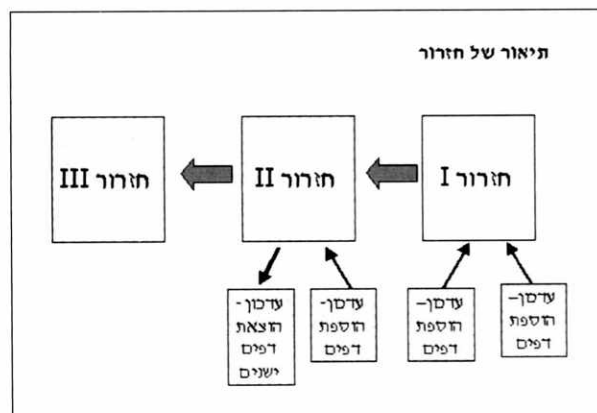 תיאור של חזרור
חזרור I
חזרור II
חזרור III
עדכון–
הוספת
דפים
עדכון–
הוספת
דפים
עדכון-
הוספת
דפים
עדכון-
הוצאת
דפים
ישנים